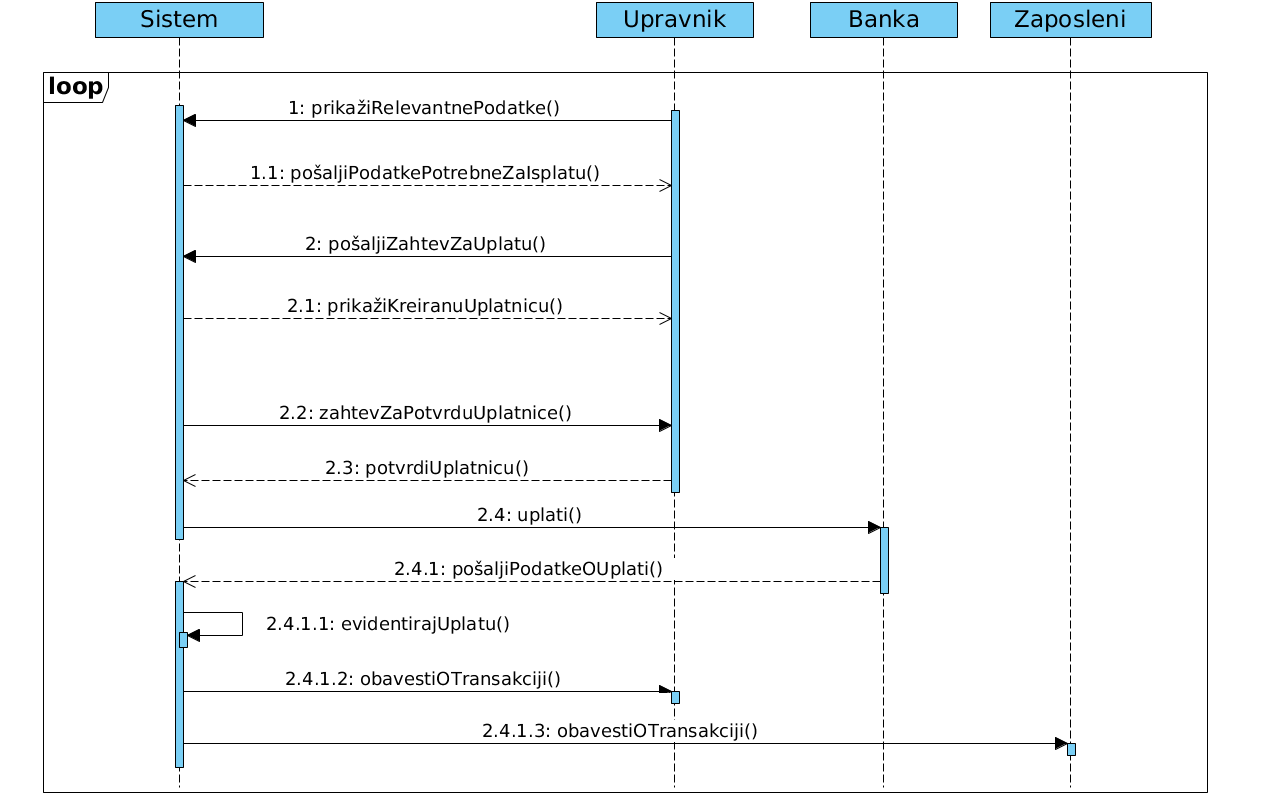 Sistem
Upravnik
Banka
Zaposleni
loop
1: prikažiRelevantnePodatke()
1.1: pošaljiPodatkePotrebneZaIsplatu()
2: pošaljiZahtevZaUplatu()
2.1: prikažiKreiranuUplatnicu()
2.2: zahtevZaPotvrduUplatnice()
2.3: potvrdiUplatnicu()
2.4: uplati()
2.4.1: pošaljiPodatkeOUplati()
2.4.1.1: evidentirajUplatu()
2.4.1.2: obavestiOTransakciji()
2.4.1.3: obavestiOTransakciji()